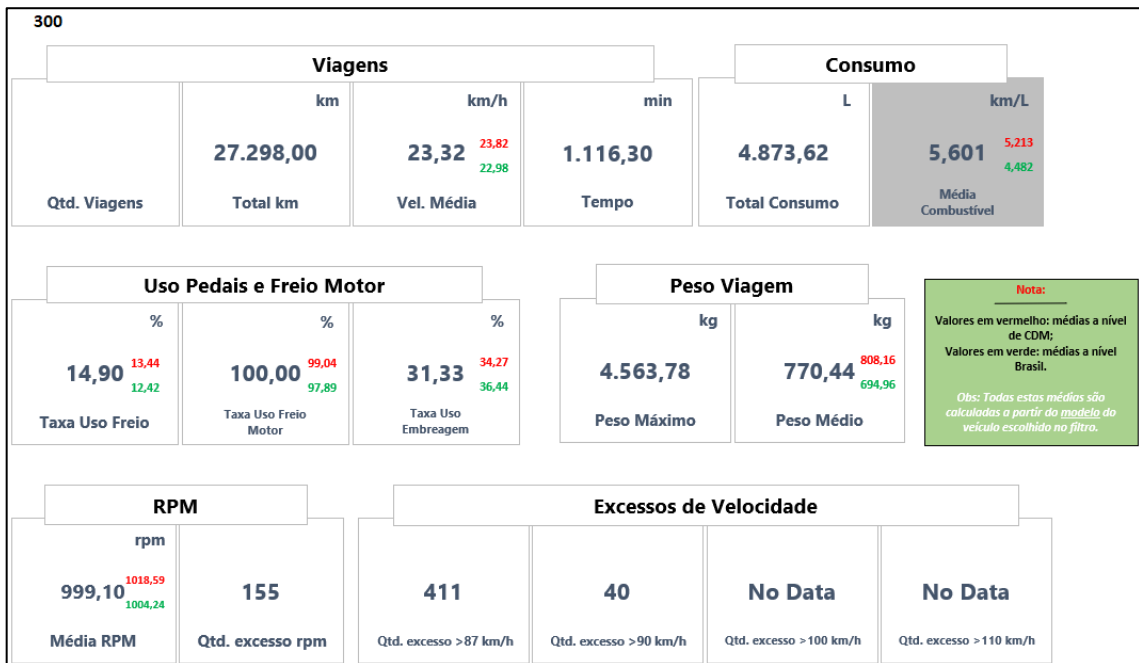 300
Viagens
Consumo
km
km/h
min
L
km/L
27.298,00
23,32 23,82
22,98
1.116,30
4.873,62
5,601 5,213
4,482
Qtd. Viagens
Total km
Vel. Média
Tempo
Total Consumo
Média
Combustível
Uso Pedais e Freio Motor
Peso Viagem
%
%
%
kg
kg
14,90 13,44
12,42
100,00 99,04
97,89
31,33 34,27
36,44
4.563,78
770,44 808,16
694,96
Taxa Uso Freio
Taxa Uso Freio
Motor
Taxa Uso
Embreagem
Peso Máximo
Peso Médio
Nota:
Valores em vermelho: médias a nível
de CDM;
Valores em verde: médias a nível
Brasil.
Obs: Todas estas médias são
calculadas a partir do modelo do
veículo escolhido no filtro.
RPM
Excessos de Velocidade
rpm
999,10 1018,59
1004,24
155
411
40
No Data
No Data
Média RPM
Qtd. excesso rpm
Qtd. excesso >87 km/h
Qtd. excesso >90 km/h
Qtd. excesso >100 km/h
Qtd. excesso >110 km/h